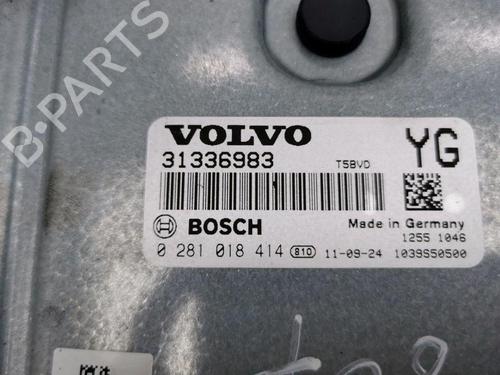 B-PARTS
VOLVO
31336983 T5BVD YG
BOSCH Made in Germany
1255 1046
0 281 018 414 810 11-09-24 1039S50500